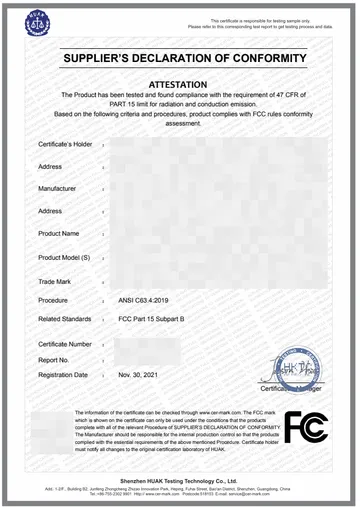 HUAK
This certificate is responsible for testing sample only.
Please refer to this corresponding test report to get testing process and data.
SUPPLIER'S DECLARATION OF CONFORMITY
ATTESTATION
The Product has been tested and found compliance with the requirement of 47 CFR of
PART 15 limit for radiation and conduction emission.
Based on the following criteria and procedures, product complies with FCC rules conformity
assessment.
Certificate's Holder :
Address :
Manufacturer :
Address :
Product Name :
Product Model (S) :
Trade Mark :
Procedure : ANSI C63.4:2019
Related Standards : FCC Part 15 Subpart B
Certificate Number :
Report No. :
Registration Date : Nov. 30, 2021
Certification Manager
The information of the certificate can be checked through www.cer-mark.com. The FCC mark
which is shown on the certificate can only be used under the conditions that the products
complete with all of the relevant Procedure of SUPPLIER'S DECLARATION OF CONFORMITY.
The Manufacturer should be responsible for the internal production control so that the products
complied with the essential requirements of the above mentioned Procedure. Certificate holder
must notify all changes to the original certification laboratory of HUAK.
FCC
Shenzhen HUAK Testing Technology Co., Ltd.